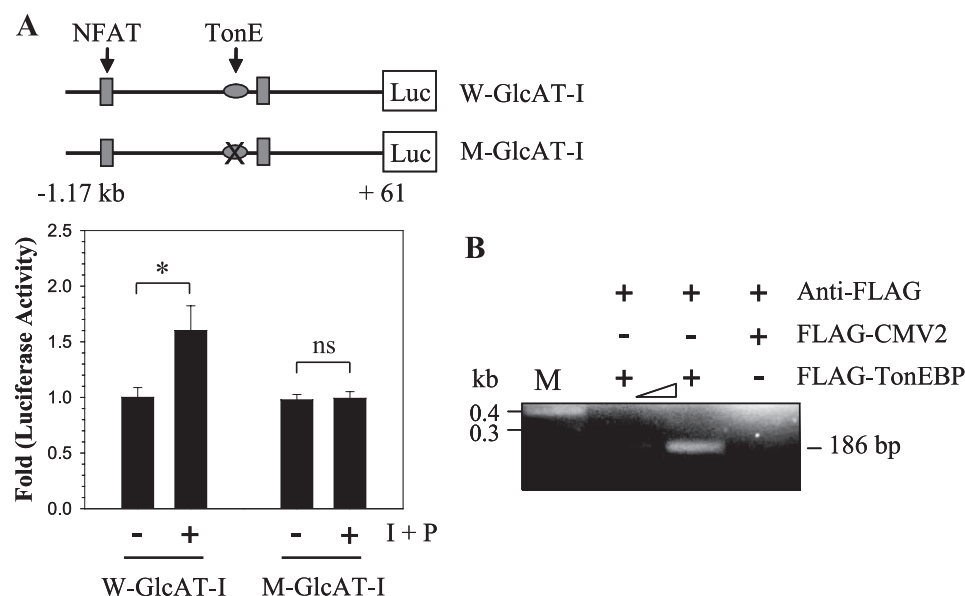 A
NFAT TonE
Luc W-GlcAT-I
X
Luc M-GlcAT-I
-1.17 kb + 61
Fold (Luciferase Activity)
2.5
2.0
1.5
1.0
0.5
0.0
*
ns
- + - + I + P
W-GlcAT-I M-GlcAT-I
B
+ + + Anti-FLAG
- - + FLAG-CMV2
+ + - FLAG-TonEBP
kb M
0.4
0.3
186 bp